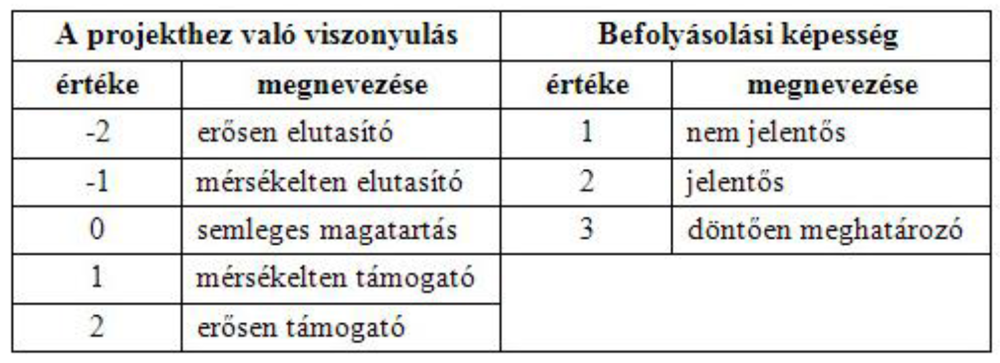 A projekthez való viszonyulás Befolyásolási képesség
értéke megnevezése értéke megnevezése
-2 erősen elutasító 1 nem jelentős
-1 mérsékelten elutasító 2 jelentős
0 semleges magatartás 3 döntően meghatározó
1 mérsékelten támogató
2 erősen támogató